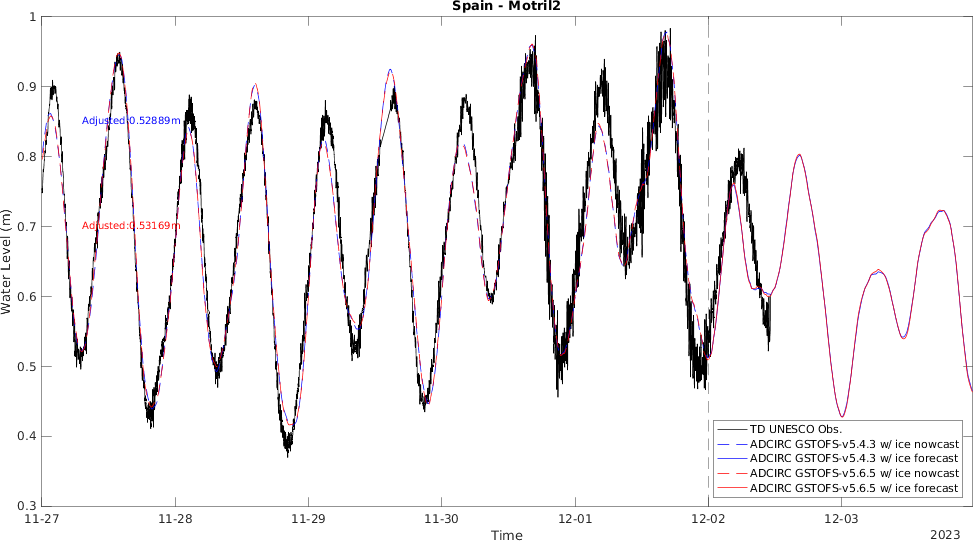 Spain - Motril2
1
0.9
0.8
0.7
0.6
0.5
0.4
0.3
Water Level (m)
Adjusted:0.52889m
Adjusted:0.53169m
TD UNESCO Obs.
ADCIRC GSTOFS-v5.4.3 w/ ice nowcast
ADCIRC GSTOFS-v5.4.3 w/ ice forecast
ADCIRC GSTOFS-v5.6.5 w/ ice nowcast
ADCIRC GSTOFS-v5.6.5 w/ ice forecast
11-27 11-28 11-29 11-30 12-01 12-02 12-03
Time
2023